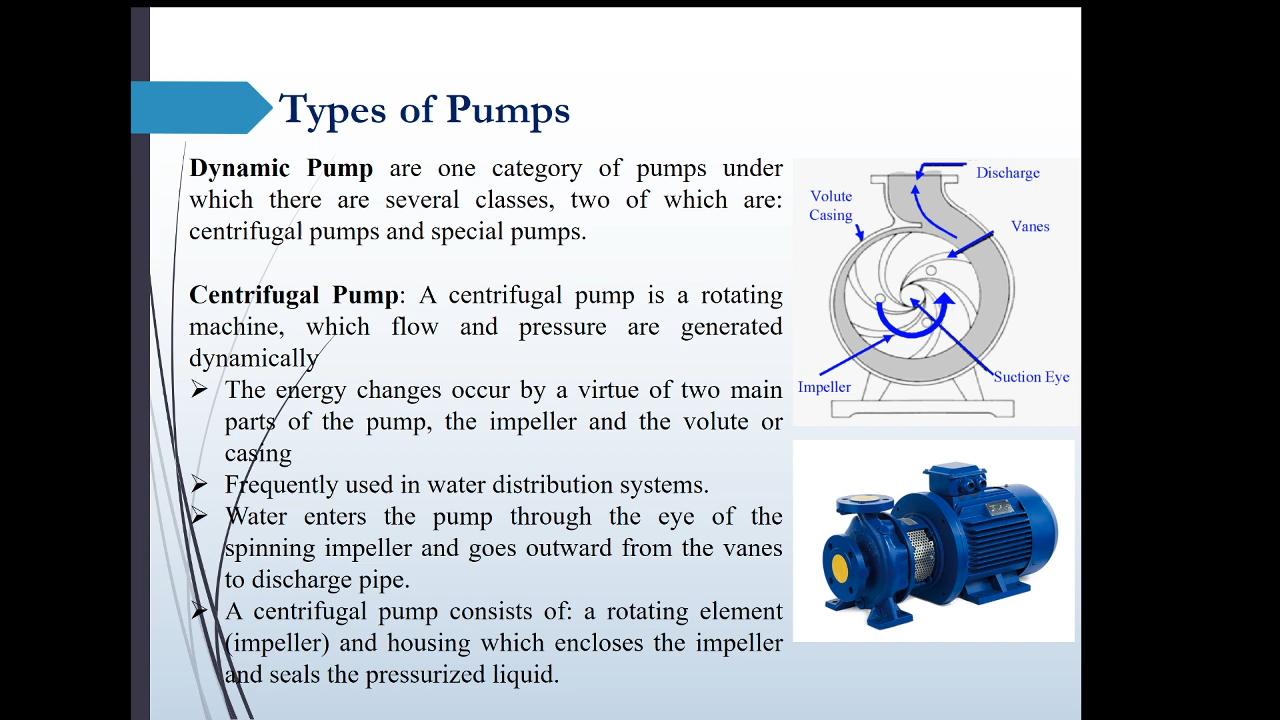 Types of Pumps
Dynamic Pump are one category of pumps under
which there are several classes, two of which are:
centrifugal pumps and special pumps.
Centrifugal Pump: A centrifugal pump is a rotating
machine, which flow and pressure are generated
dynamically
➢ The energy changes occur by a virtue of two main
parts of the pump, the impeller and the volute or
casing
➢ Frequently used in water distribution systems.
➢ Water enters the pump through the eye of the
spinning impeller and goes outward from the vanes
to discharge pipe.
➢ A centrifugal pump consists of: a rotating element
(impeller) and housing which encloses the impeller
and seals the pressurized liquid.
Discharge
Volute
Casing
Vanes
Impeller
Suction Eye